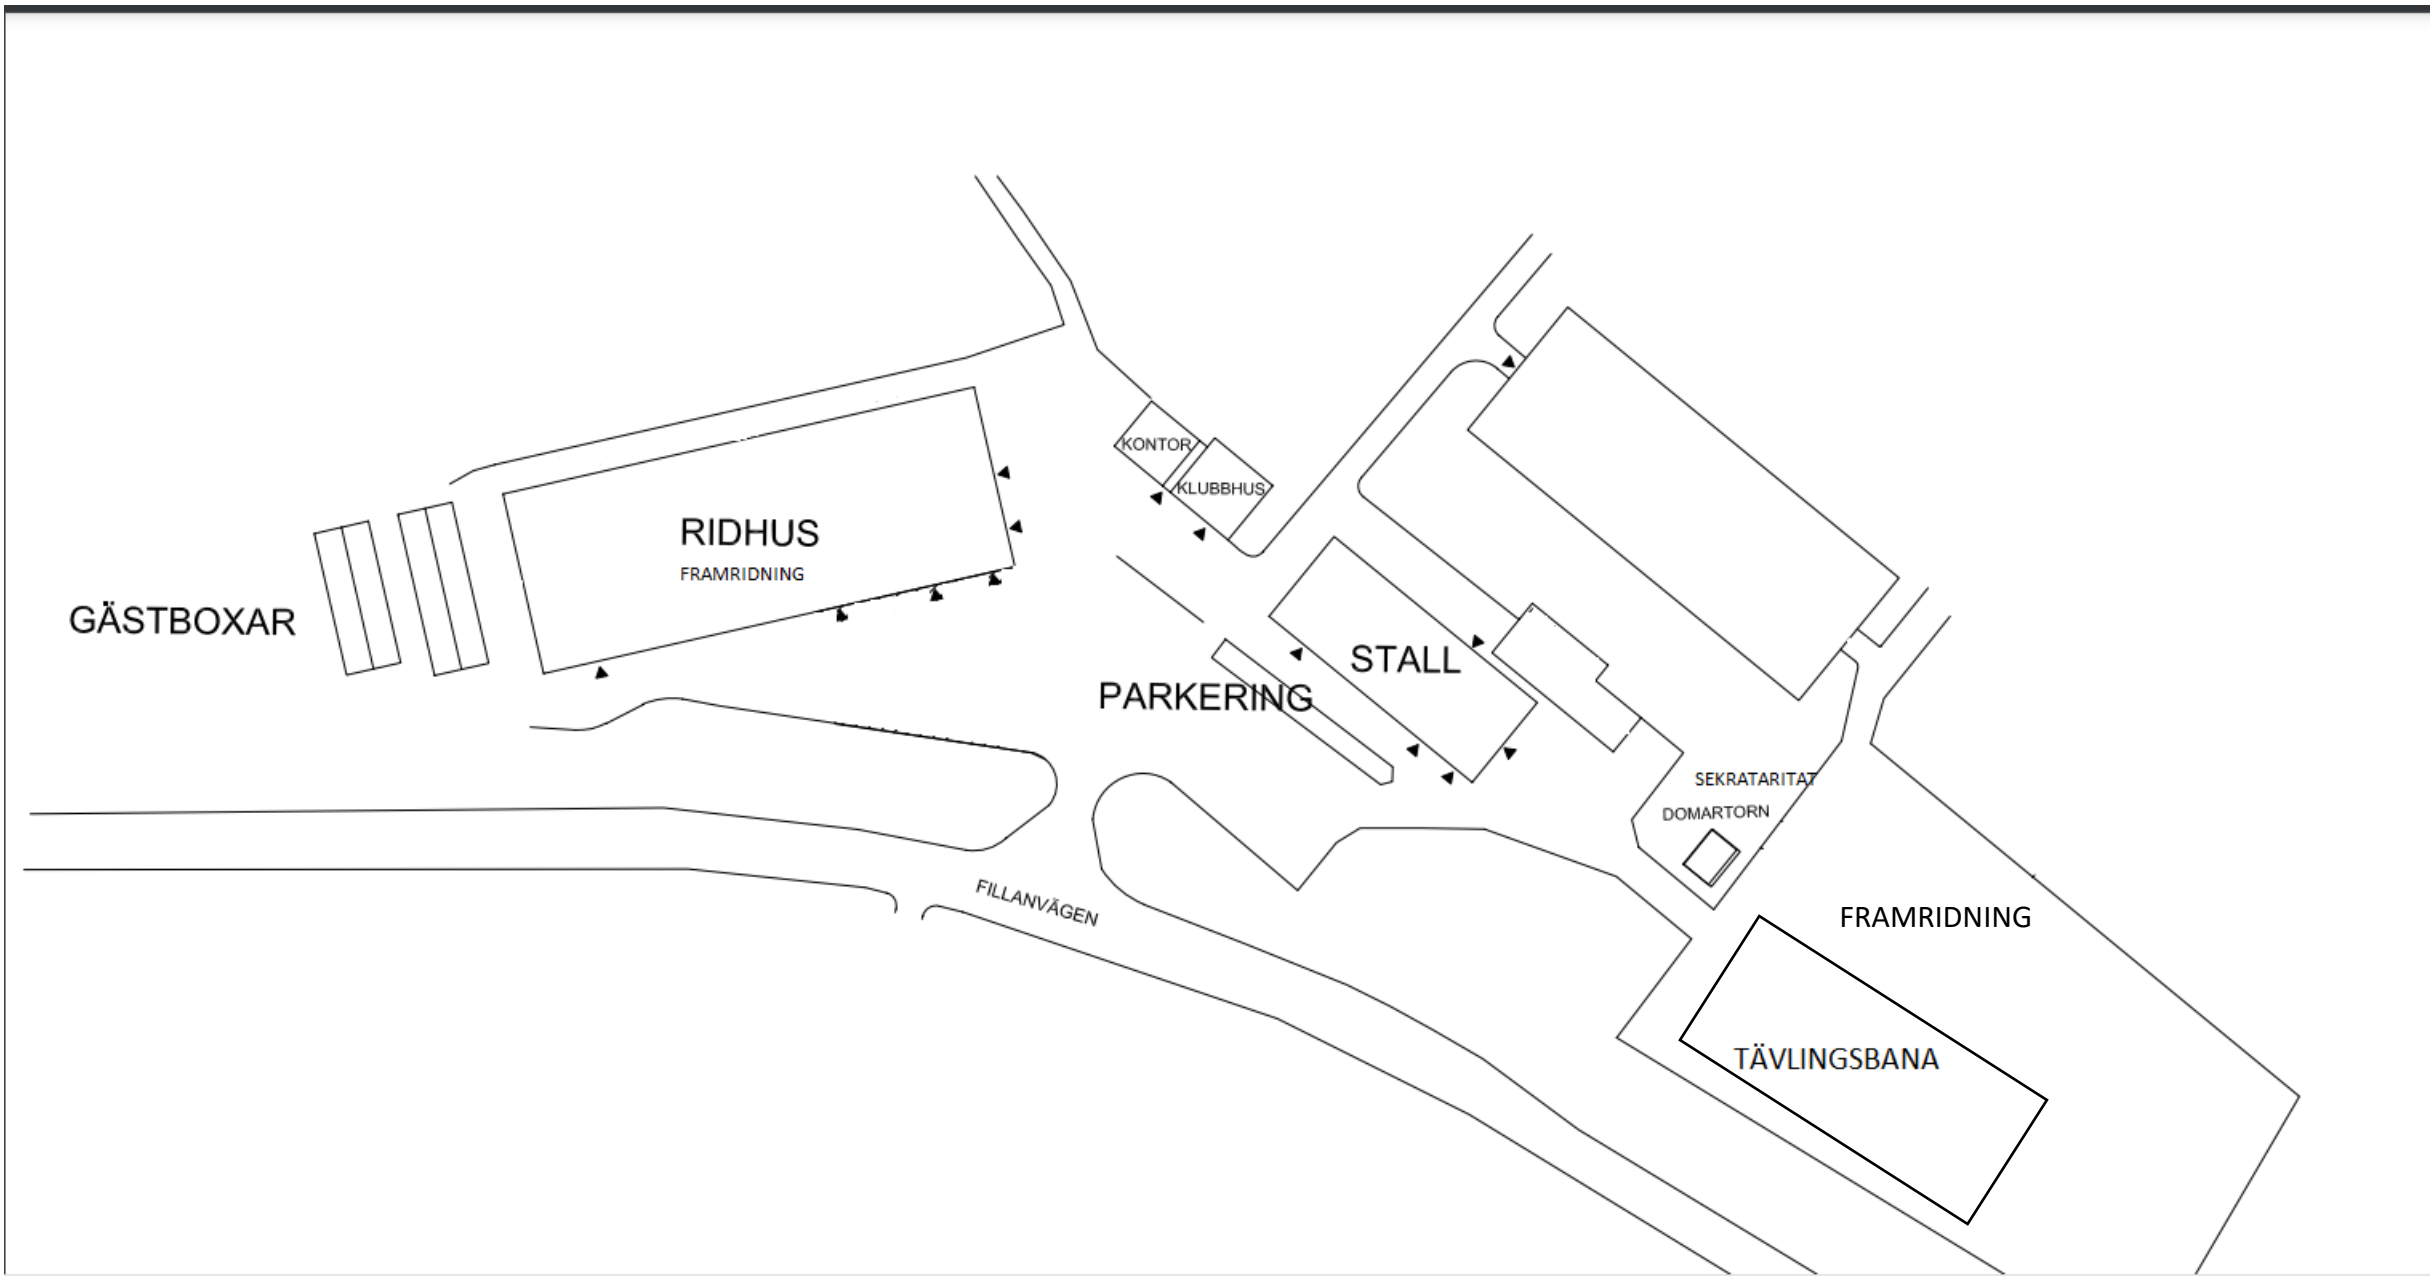 KONTOR
KLUBBHUS
RIDHUS
FRAMRIDNING
GÄSTBOXAR
STALL
PARKERING
SEKRATARITAT
DOMARTORN
FILLANVÄGEN
FRAMRIDNING
TÄVLINGSBANA